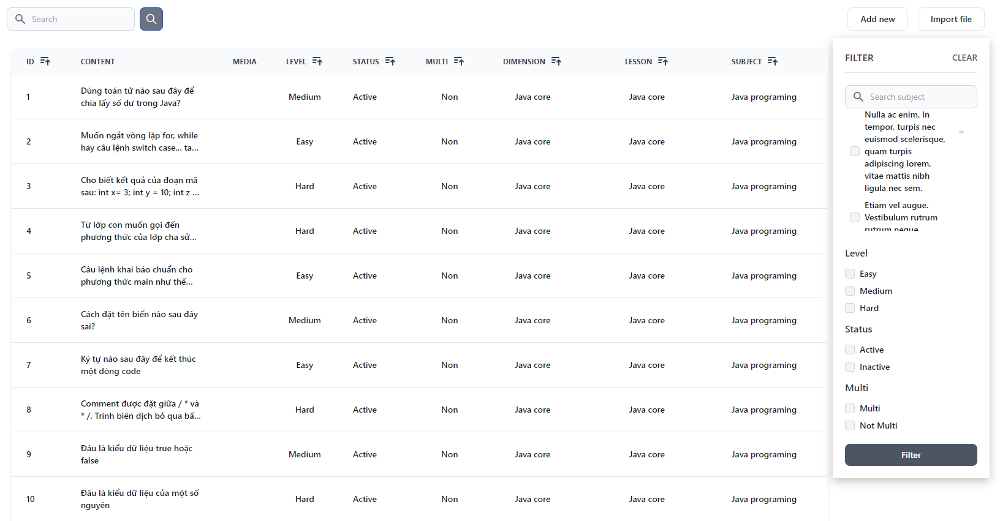 Search
Add new
Import file
ID CONTENT MEDIA LEVEL STATUS MULTI DIMENSION LESSON SUBJECT
1 Dùng toán tử nào sau đây để Medium Active Non Java core Java core Java programing
chia lấy số dư trong Java?
2 Muốn ngắt vòng lặp for, while Easy Active Non Java core Java core Java programing
hay câu lệnh switch case... ta...
3 Cho biết kết quả của đoạn mã Hard Active Non Java core Java core Java programing
sau: int x= 3; int y = 10; int z ...
4 Từ lớp con muốn gọi đến Hard Active Non Java core Java core Java programing
phương thức của lớp cha sử...
5 Câu lệnh khai báo chuẩn cho Easy Active Non Java core Java core Java programing
phương thức main như thế...
6 Cách đặt tên biến nào sau đây Medium Active Non Java core Java core Java programing
sai?
7 Ký tự nào sau đây để kết thúc Easy Active Non Java core Java core Java programing
một dòng code
8 Comment được đặt giữa / * và Hard Active Non Java core Java core Java programing
* /. Trình biên dịch bỏ qua bấ...
9 Đâu là kiểu dữ liệu true hoặc Medium Active Non Java core Java core Java programing
false
10 Đâu là kiểu dữ liệu của một số Hard Active Non Java core Java core Java programing
nguyên
FILTER CLEAR
Search subject
Nulla ac enim. In
tempor, turpis nec
euismod scelerisque,
quam turpis
adipiscing lorem,
vitae mattis nibh
ligula nec sem.
Etiam vel augue.
Vestibulum rutrum
rutrum neque
Level
Easy
Medium
Hard
Status
Active
Inactive
Multi
Multi
Not Multi
Filter